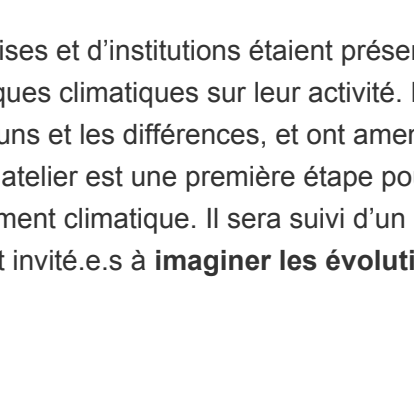 ises et d’institutions étaient prése
ques climatiques sur leur activité.
uns et les différences, et ont amen
atelier est une première étape po
ment climatique. Il sera suivi d’un
t invité.e.s à imaginer les évoluti